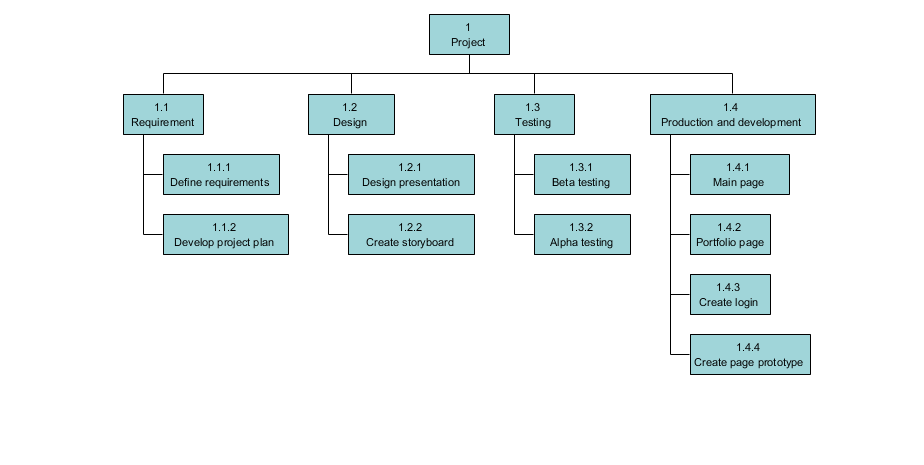 1
Project
1.1
Requirement
1.2
Design
1.3
Testing
1.4
Production and development
1.1.1
Define requirements
1.1.2
Develop project plan
1.2.1
Design presentation
1.2.2
Create storyboard
1.3.1
Beta testing
1.3.2
Alpha testing
1.4.1
Main page
1.4.2
Portfolio page
1.4.3
Create login
1.4.4
Create page prototype